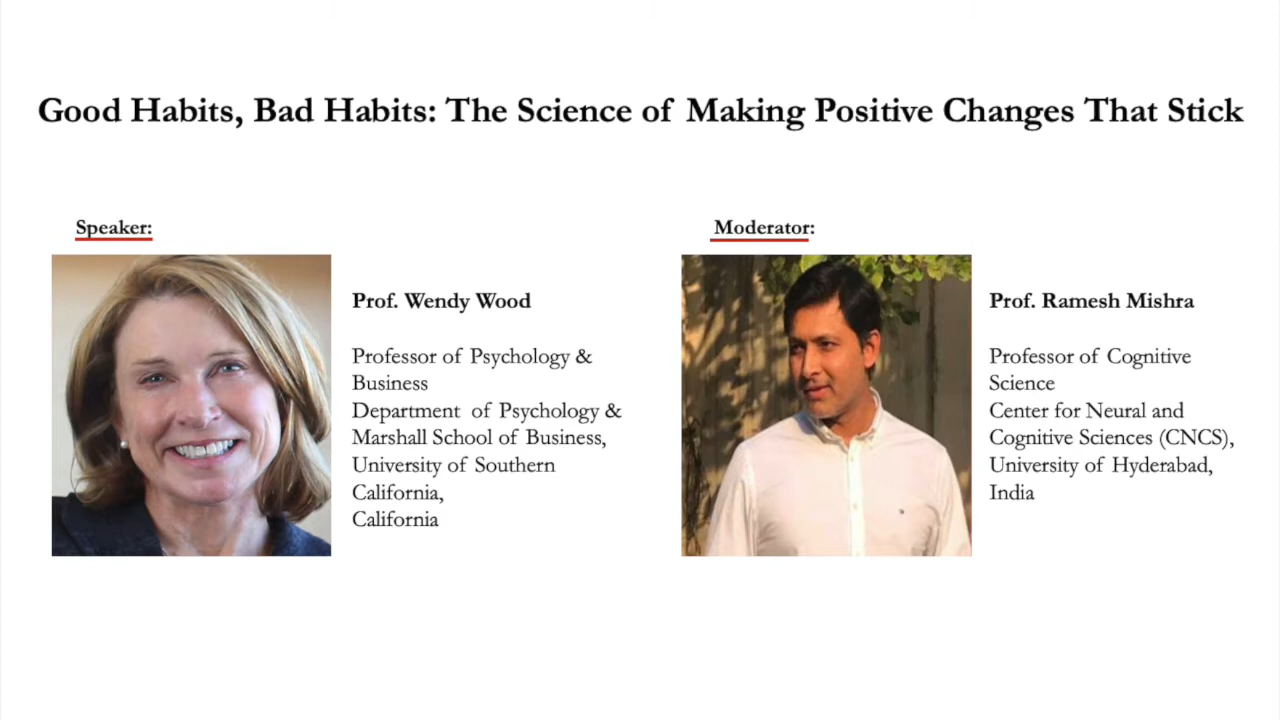 Good Habits, Bad Habits: The Science of Making Positive Changes That Stick
Speaker:
Prof. Wendy Wood
Professor of Psychology &
Business
Department of Psychology &
Marshall School of Business,
University of Southern
California,
California
Moderator:
Prof. Ramesh Mishra
Professor of Cognitive
Science
Center for Neural and
Cognitive Sciences (CNCS),
University of Hyderabad,
India